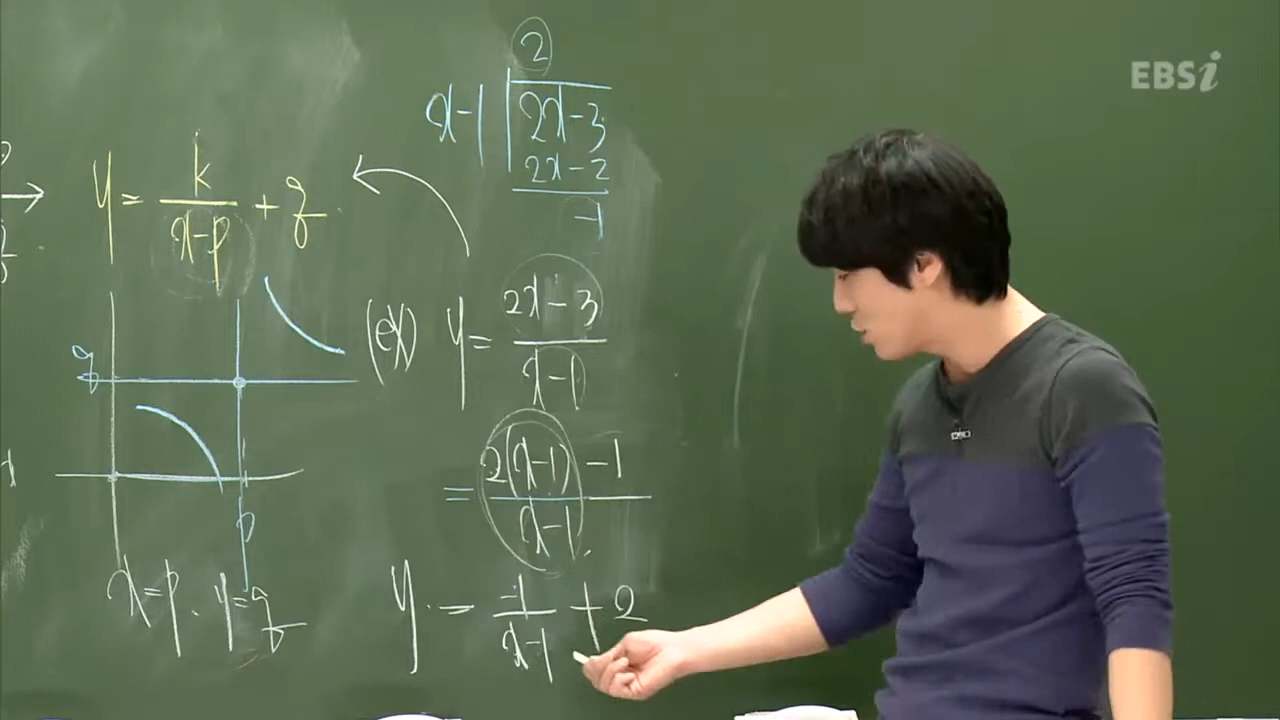 y = k/(x-p) + q
q
p
x=p. y=q
2
x-1 | 2x-3
2x-2
-1
(ex) y = (2x-3)/(x-1)
= (2(x-1) -1)/(x-1)
y = -1/(x-1) + 2
EBSi